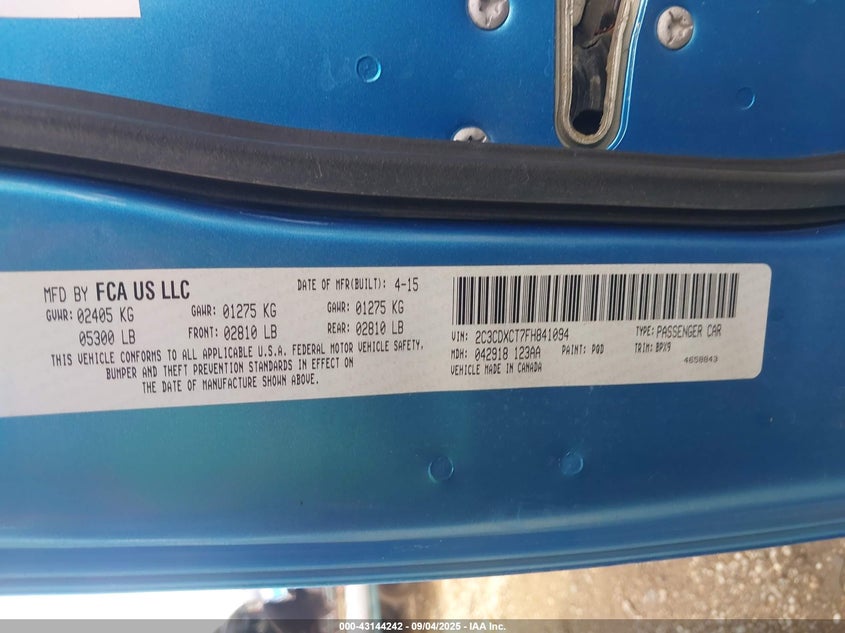 MFD BY FCA US LLC
DATE OF MFR(BUILT): 4-15
GVWR: 02405 KG
GAWR: 01275 KG
GAWR: 01275 KG
05300 LB
FRONT: 02810 LB
REAR: 02810 LB
THIS VEHICLE CONFORMS TO ALL APPLICABLE U.S.A. FEDERAL MOTOR VEHICLE SAFETY,
BUMPER AND THEFT PREVENTION STANDARDS IN EFFECT ON
THE DATE OF MANUFACTURE SHOWN ABOVE.
VIN: 2C3CDXCT7FH841094
TYPE: PASSENGER CAR
MDH: 042918 123AA
PAINT: PQD
TRIM: BPX9
VEHICLE MADE IN CANADA
4658843
000-43144242 - 09/04/2025 - IAA Inc.